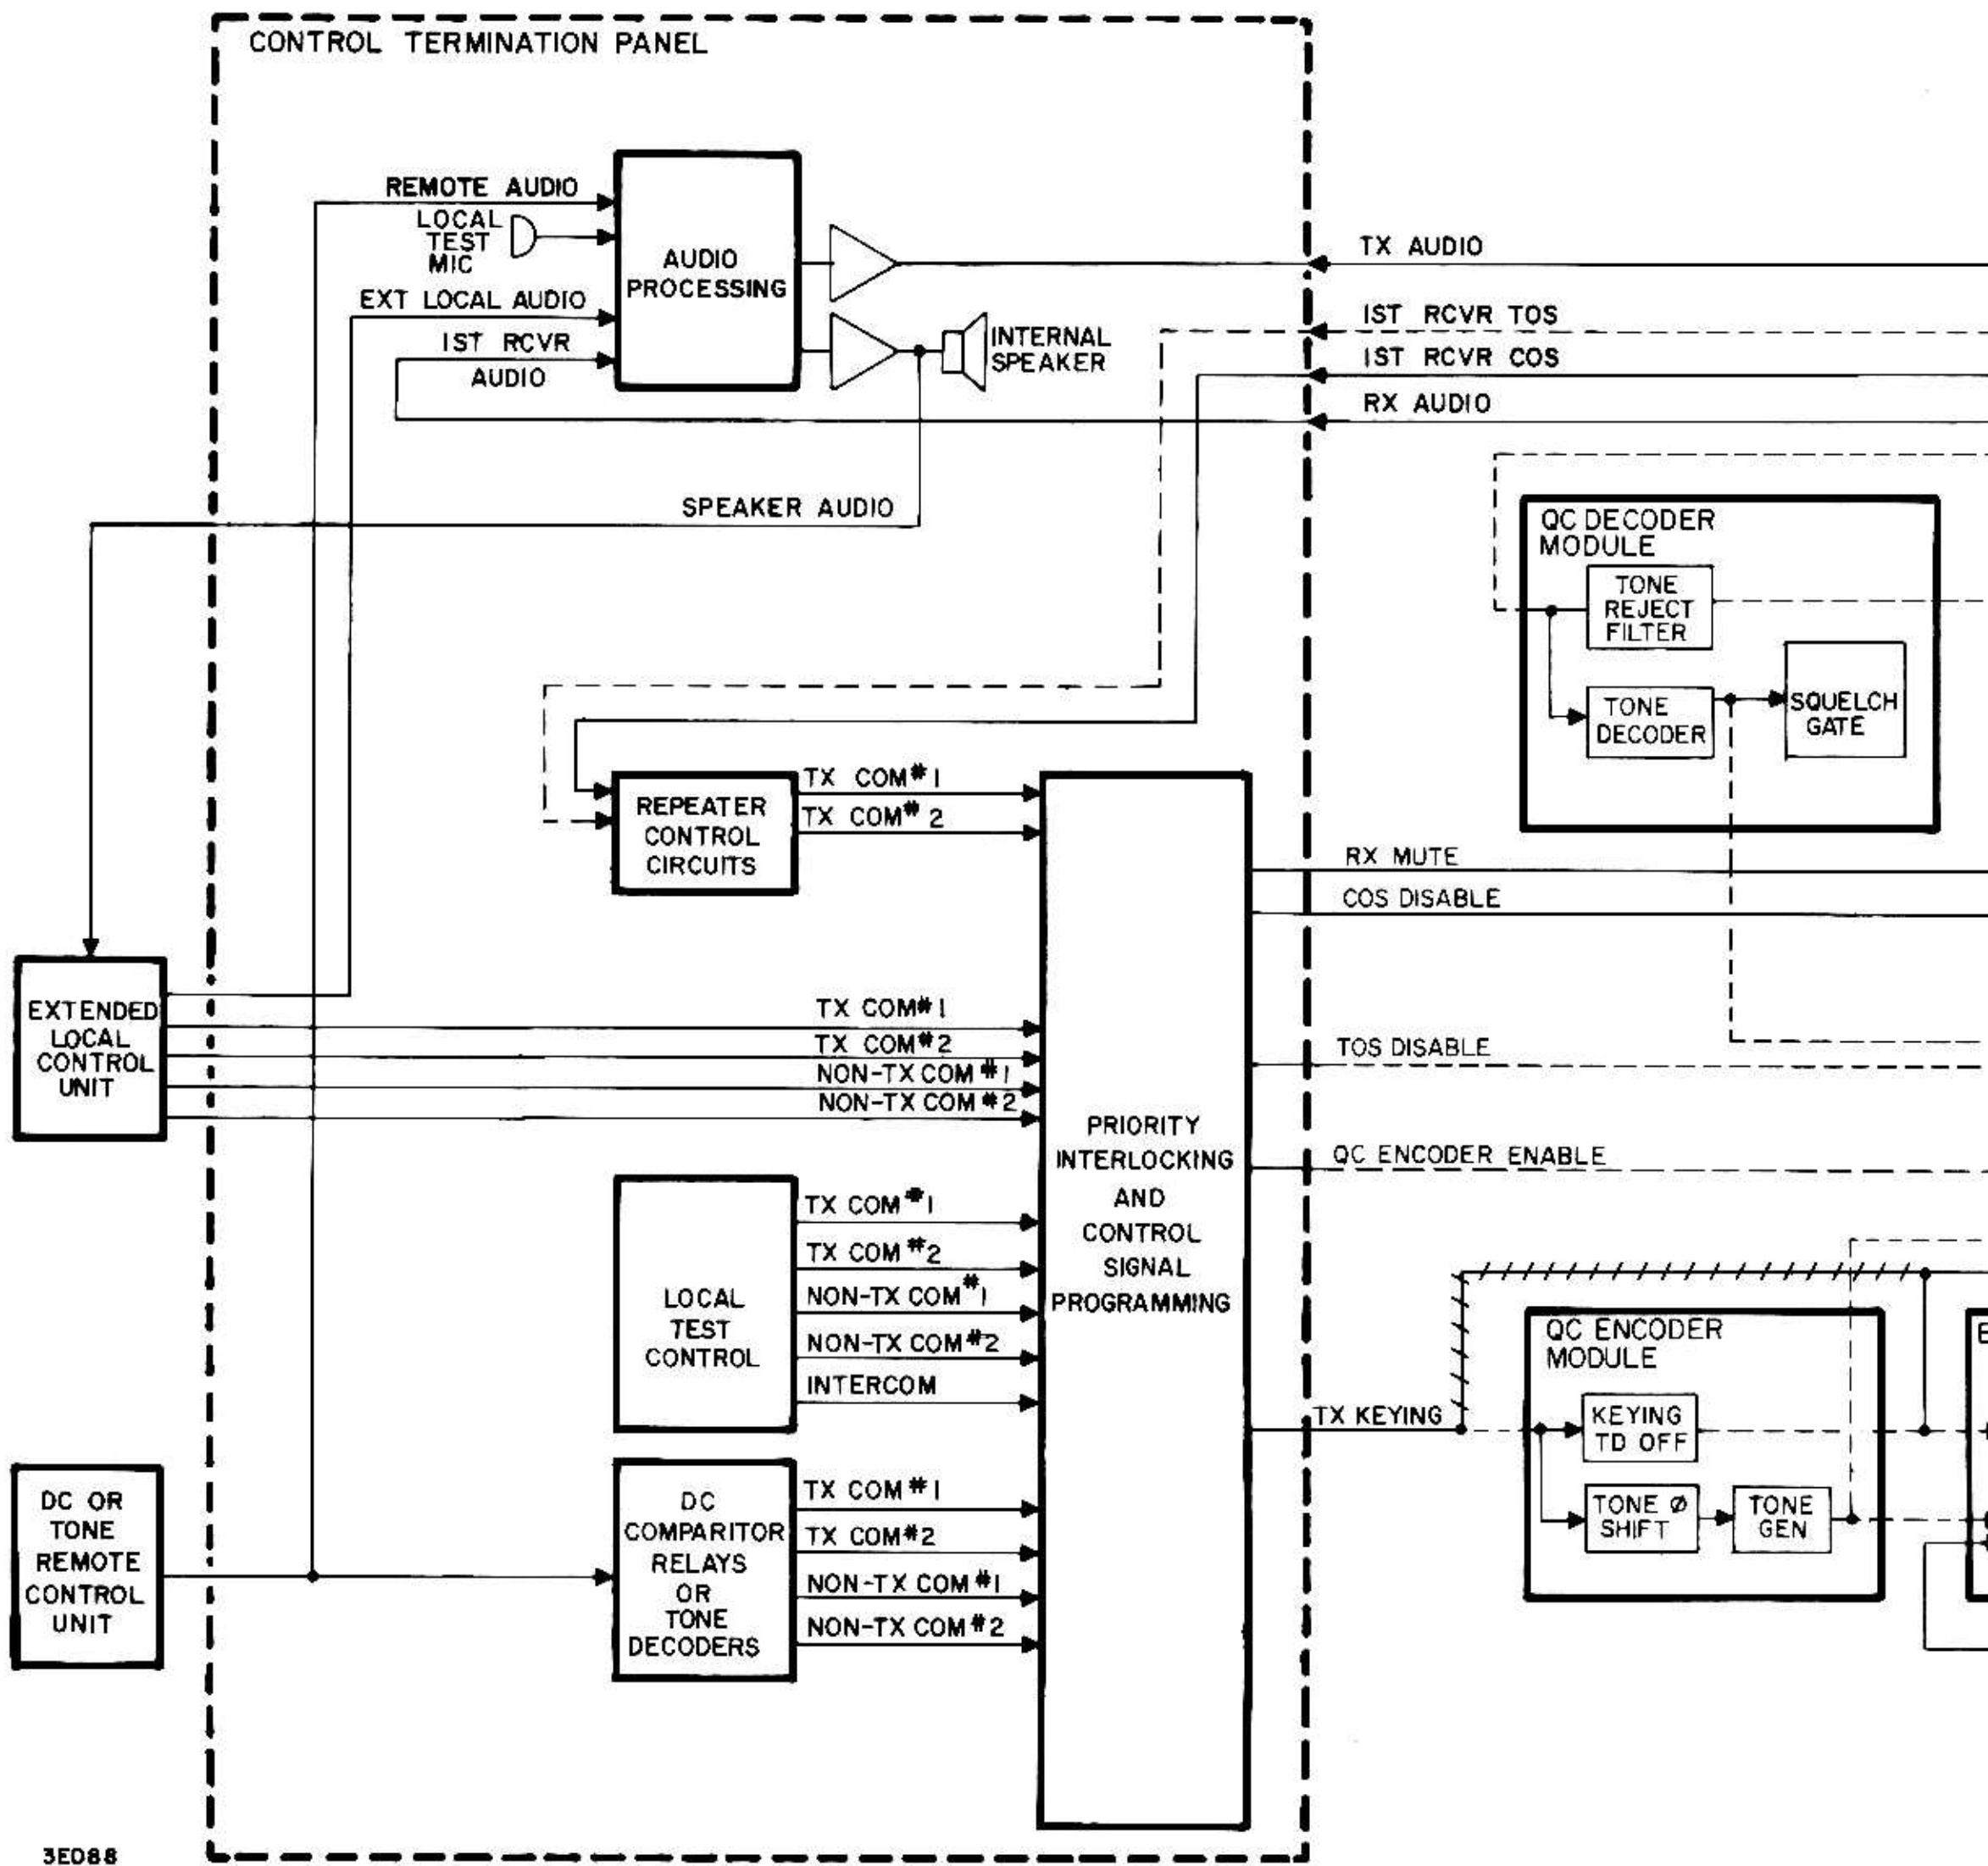 CONTROL TERMINATION PANEL
REMOTE AUDIO
LOCAL
TEST
MIC
EXT LOCAL AUDIO
IST RCVR
AUDIO
AUDIO
PROCESSING
INTERNAL
SPEAKER
SPEAKER AUDIO
TX AUDIO
IST RCVR TOS
IST RCVR COS
RX AUDIO
QC DECODER
MODULE
TONE
REJECT
FILTER
TONE
DECODER
SQUELCH
GATE
REPEATER
CONTROL
CIRCUITS
TX COM#1
TX COM#2
RX MUTE
COS DISABLE
EXTENDED
LOCAL
CONTROL
UNIT
TX COM#1
TX COM#2
NON-TX COM#1
NON-TX COM#2
TOS DISABLE
QC ENCODER ENABLE
PRIORITY
INTERLOCKING
AND
CONTROL
SIGNAL
PROGRAMMING
LOCAL
TEST
CONTROL
TX COM#1
TX COM#2
NON-TX COM#1
NON-TX COM#2
INTERCOM
TX KEYING
QC ENCODER
MODULE
KEYING
TD OFF
TONE Ø
SHIFT
TONE
GEN
E
DC OR
TONE
REMOTE
CONTROL
UNIT
DC
COMPARITOR
RELAYS
OR
TONE
DECODERS
TX COM#1
TX COM#2
NON-TX COM#1
NON-TX COM#2
3E088